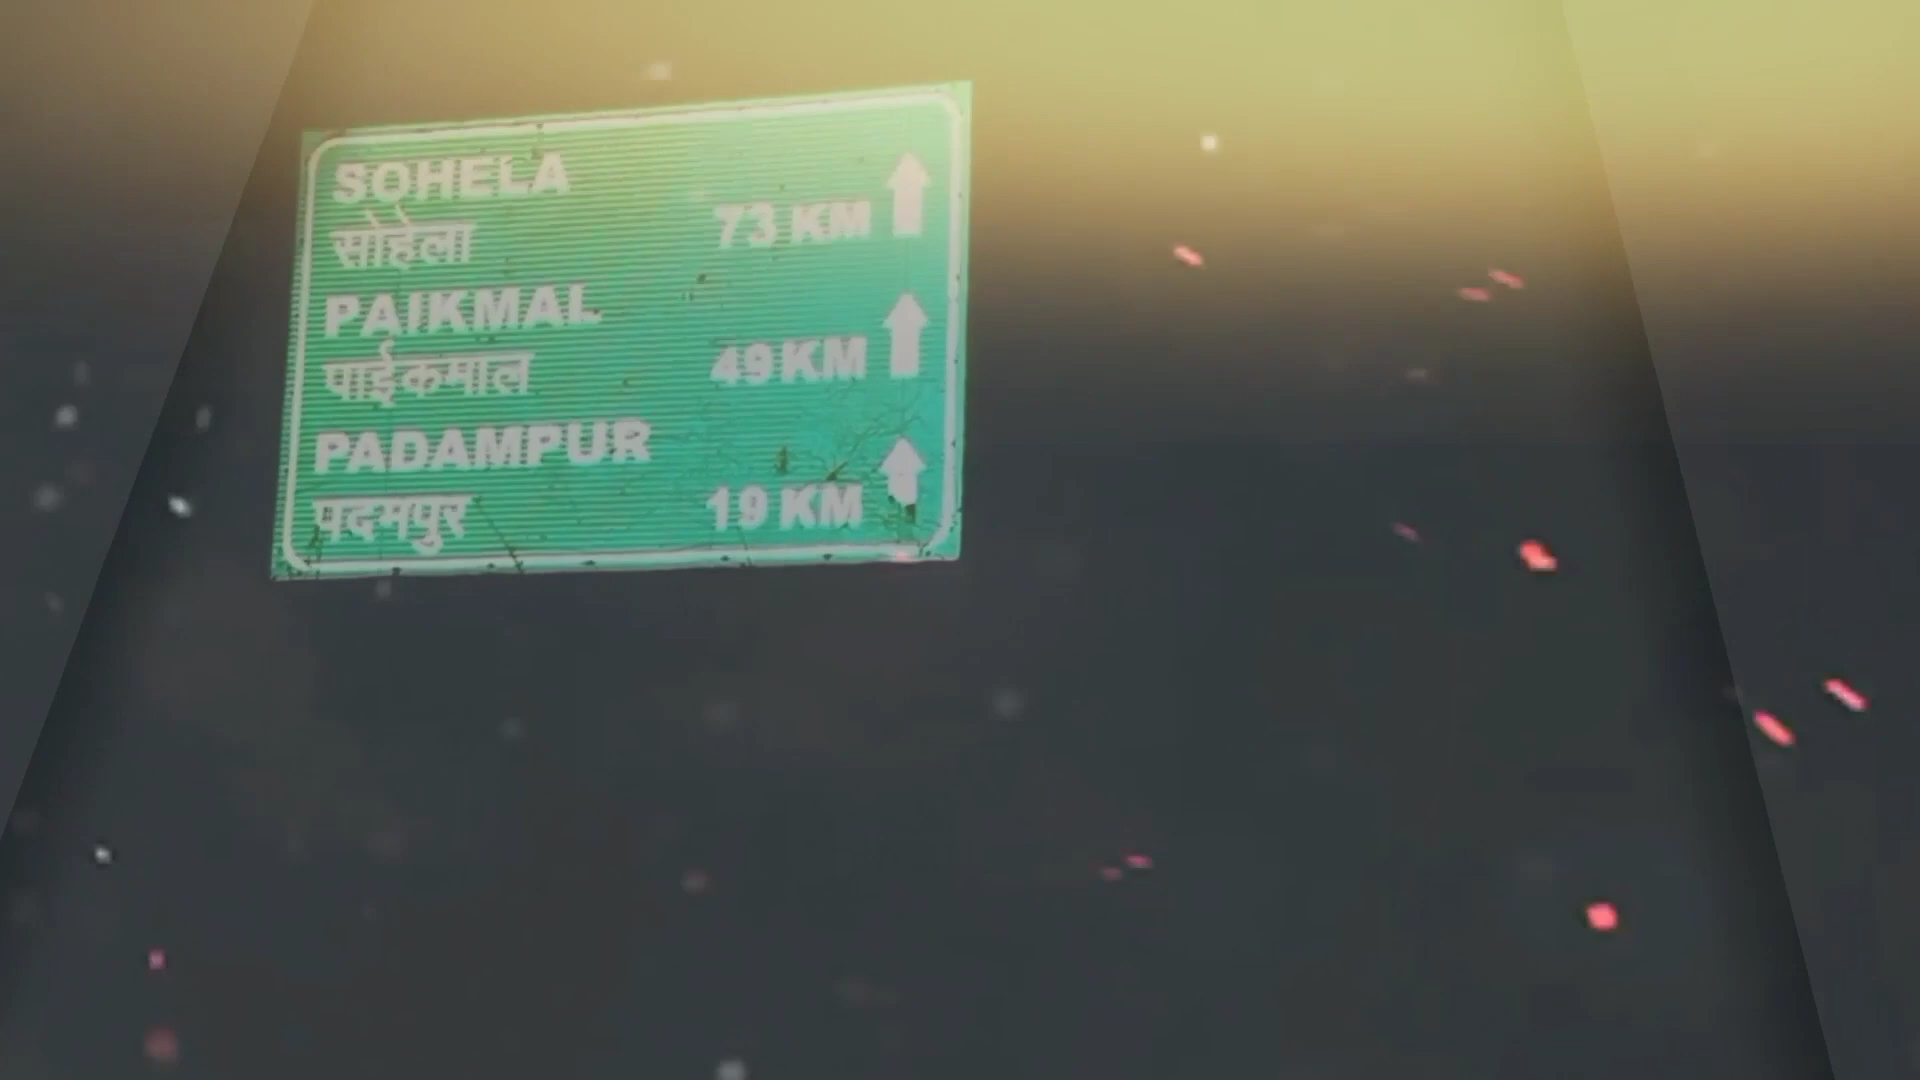 SOHELA
सोहेला
73 KM
PAIKMAL
पाईकमाल
49 KM
PADAMPUR
पदमपुर
19 KM